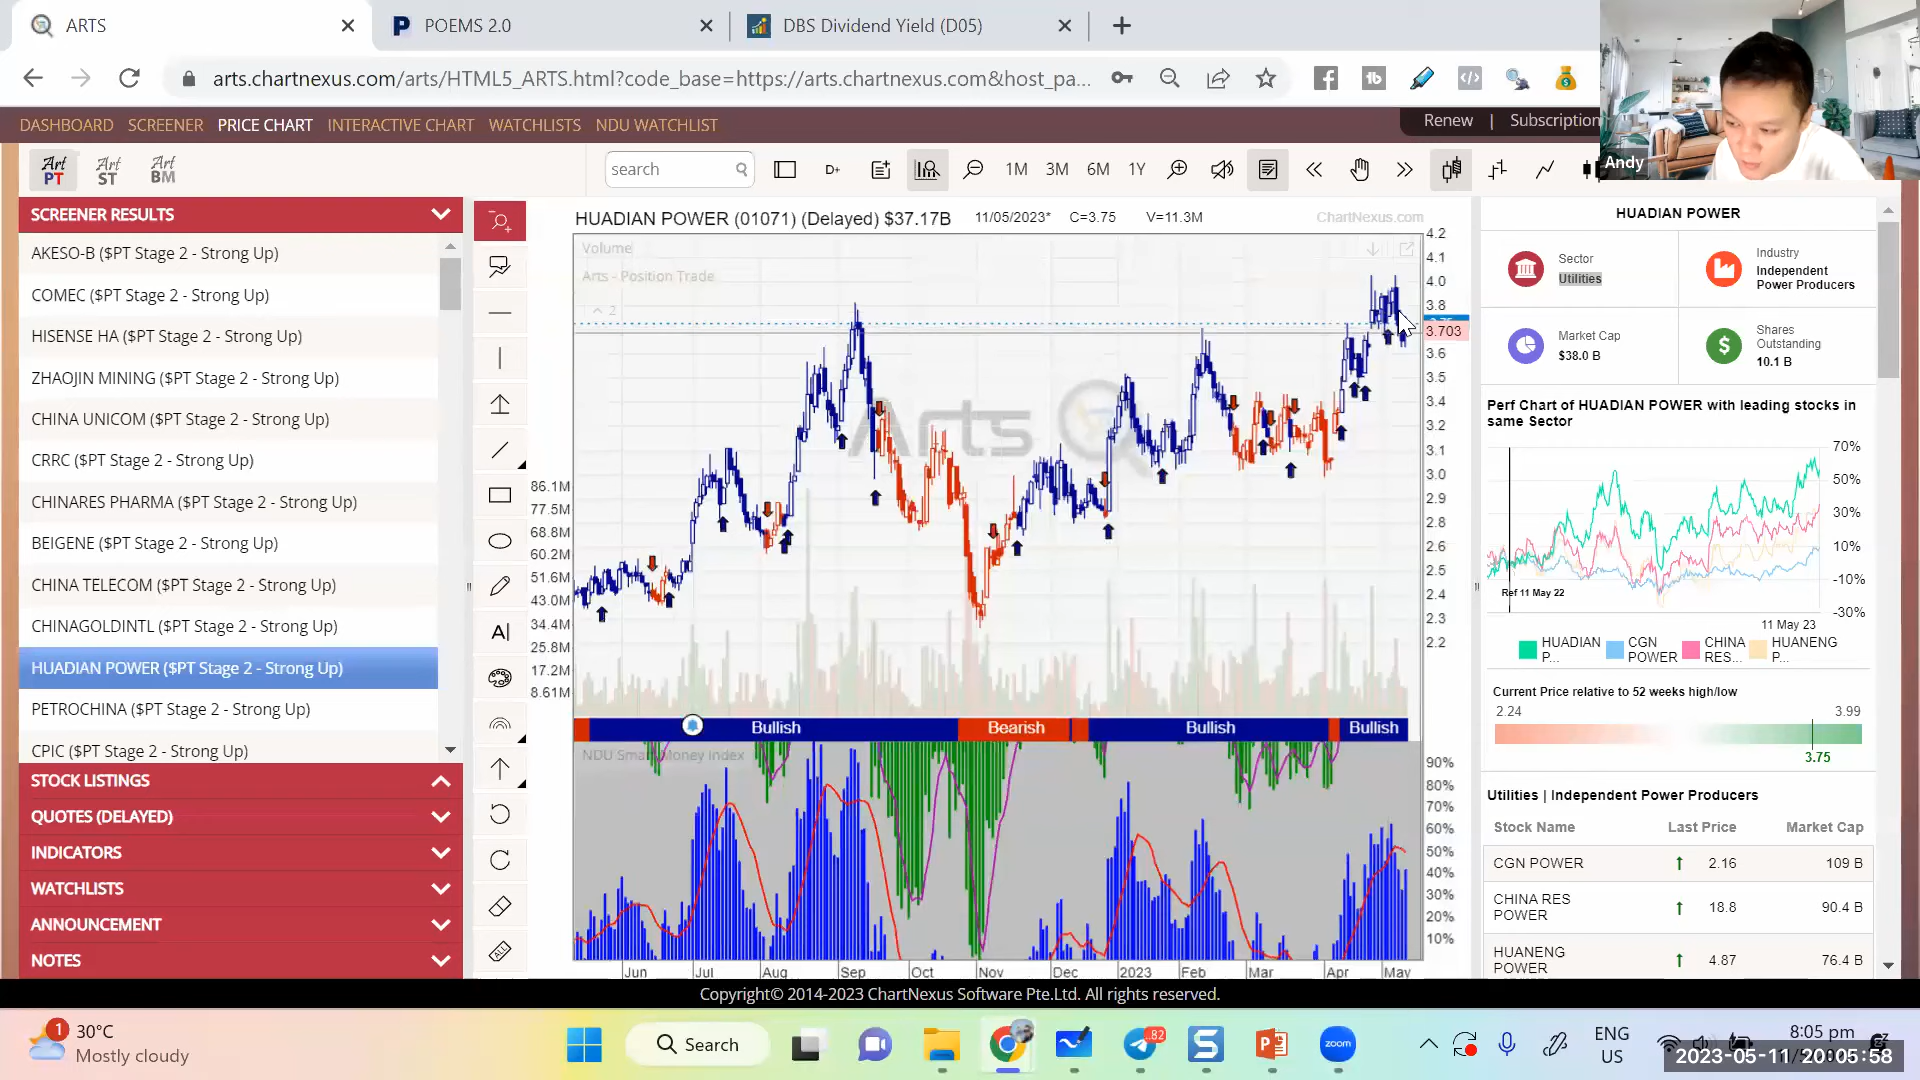 ARTS
POEMS 2.0
DBS Dividend Yield (D05)
arts.chartnexus.com/arts/HTML5_ARTS.html?code_base=https://arts.chartnexus.com&host_pa...
DASHBOARD SCREENER PRICE CHART INTERACTIVE CHART WATCHLISTS NDU WATCHLIST
Renew | Subscription
Andy
Art PT Art ST Art BM
search
D+ 1M 3M 6M 1Y
SCREENER RESULTS
AKESO-B ($PT Stage 2 - Strong Up)
COMEC ($PT Stage 2 - Strong Up)
HISENSE HA ($PT Stage 2 - Strong Up)
ZHAOJIN MINING ($PT Stage 2 - Strong Up)
CHINA UNICOM ($PT Stage 2 - Strong Up)
CRRC ($PT Stage 2 - Strong Up)
CHINARES PHARMA ($PT Stage 2 - Strong Up)
BEIGENE ($PT Stage 2 - Strong Up)
CHINA TELECOM ($PT Stage 2 - Strong Up)
CHINAGOLDINTL ($PT Stage 2 - Strong Up)
HUADIAN POWER ($PT Stage 2 - Strong Up)
PETROCHINA ($PT Stage 2 - Strong Up)
CPIC ($PT Stage 2 - Strong Up)
STOCK LISTINGS
QUOTES (DELAYED)
INDICATORS
WATCHLISTS
ANNOUNCEMENT
NOTES
A|
HUADIAN POWER (01071) (Delayed) $37.17B 11/05/2023* C=3.75 V=11.3M
ChartNexus.com
Volume
Arts - Position Trade
2
Arts
4.2
4.1
4.0
3.8
3.703
3.6
3.5
3.4
3.2
3.1
3.0
2.9
2.8
2.6
2.5
2.4
2.3
2.2
86.1M
77.5M
68.8M
60.2M
51.6M
43.0M
34.4M
25.8M
17.2M
8.61M
Bullish Bearish Bullish Bullish
NDU Smart Money Index
90%
80%
70%
60%
50%
40%
30%
20%
10%
Jun Jul Aug Sep Oct Nov Dec 2023 Feb Mar Apr May
HUADIAN POWER
Sector
Utilities
Industry
Independent
Power Producers
Market Cap
$38.0 B
Shares
Outstanding
10.1 B
Perf Chart of HUADIAN POWER with leading stocks in
same Sector
70%
50%
30%
10%
-10%
-30%
Ref 11 May 22
11 May 23
HUADIAN P...
CGN POWER
CHINA RES...
HUANENG P...
Current Price relative to 52 weeks high/low
2.24 3.99
3.75
Utilities | Independent Power Producers
Stock Name Last Price Market Cap
CGN POWER 2.16 109 B
CHINA RES POWER 18.8 90.4 B
HUANENG POWER 4.87 76.4 B
Copyright© 2014-2023 ChartNexus Software Pte.Ltd. All rights reserved.
1
30°C
Mostly cloudy
Search
82
zoom
ENG
US
8:05 pm
2023-05-11 20:05:58